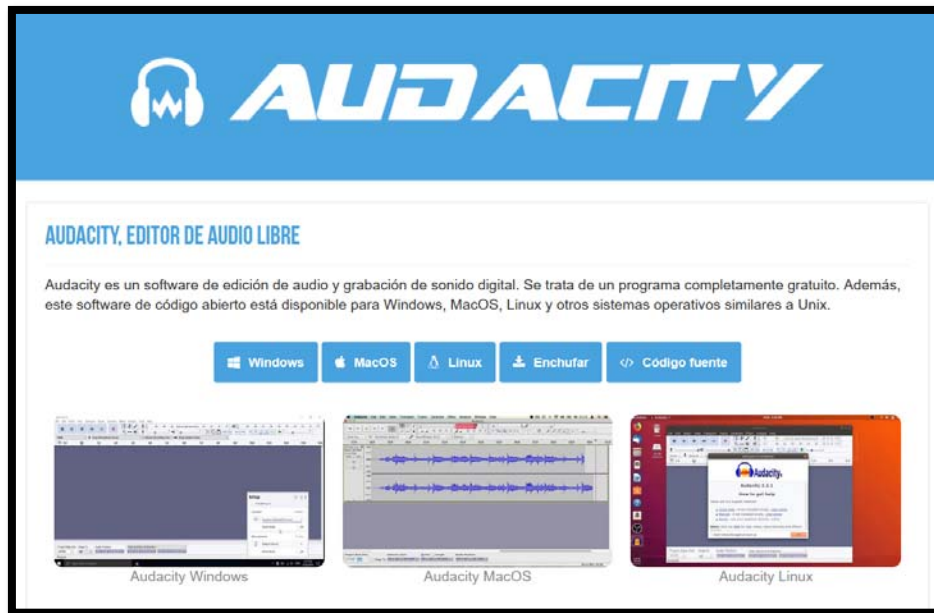 AUDACITY
AUDACITY, EDITOR DE AUDIO LIBRE
Audacity es un software de edición de audio y grabación de sonido digital. Se trata de un programa completamente gratuito. Además,
este software de código abierto está disponible para Windows, MacOS, Linux y otros sistemas operativos similares a Unix.
Windows MacOS Linux Enchufar </> Código fuente
Audacity
Audacity Windows Audacity MacOS Audacity Linux